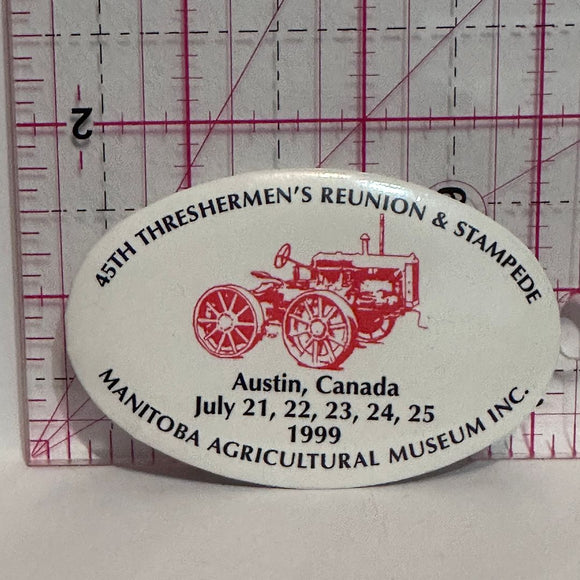 2
45TH THRESHERMEN'S REUNION & STAMPEDE
Austin, Canada
July 21, 22, 23, 24, 25
1999
MANITOBA AGRICULTURAL MUSEUM INC.